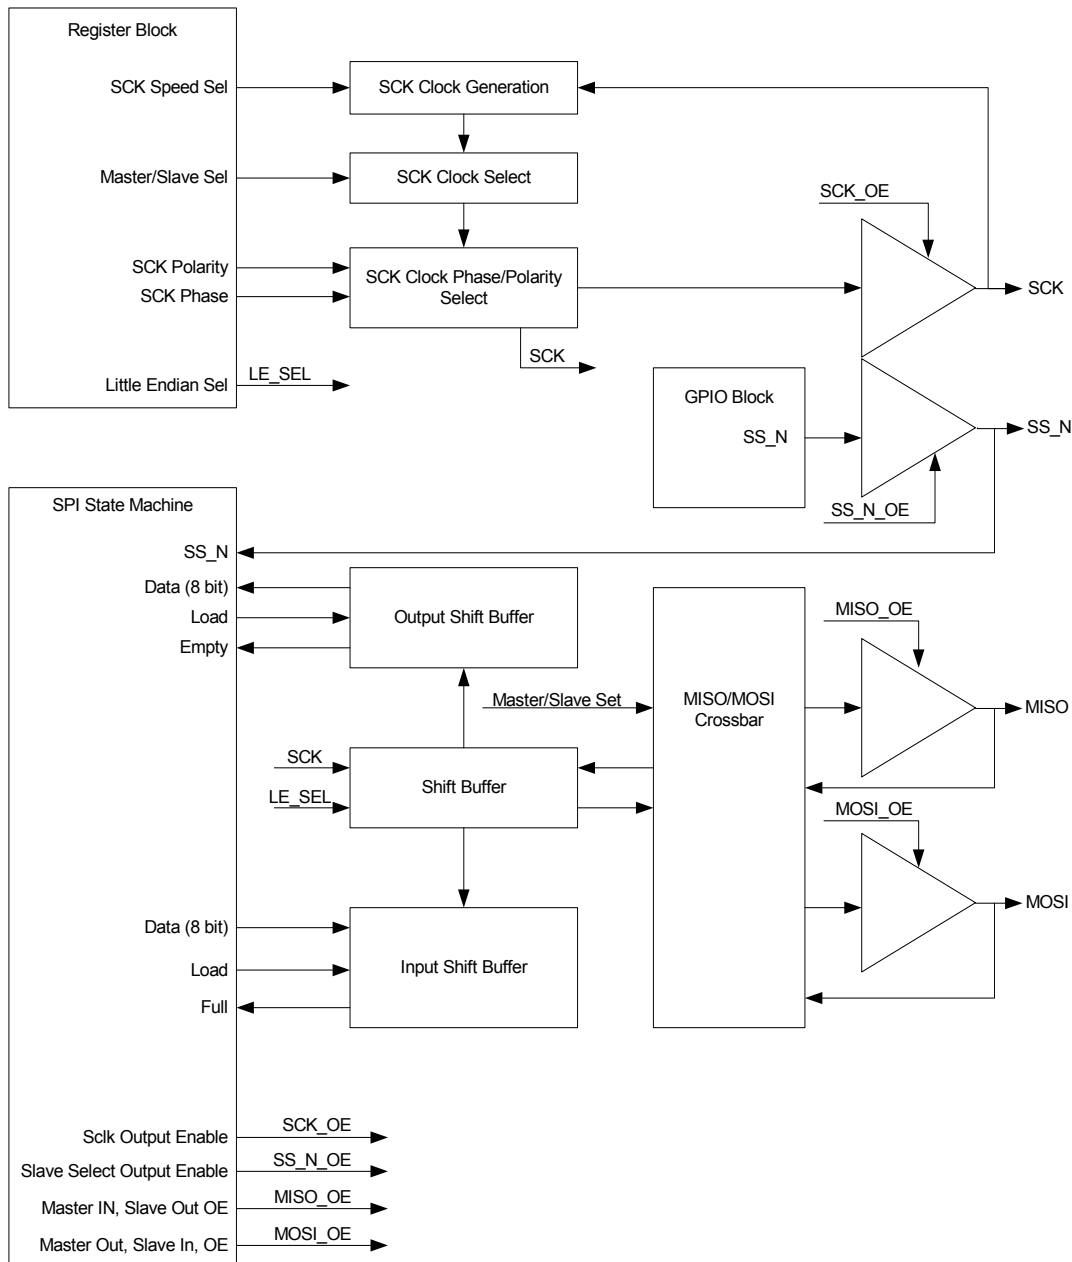 Register Block
SCK Speed Sel
SCK Clock Generation
Master/Slave Sel
SCK Clock Select
SCK_OE
SCK Polarity
SCK Phase
SCK Clock Phase/Polarity
Select
SCK
SCK
Little Endian Sel
LE_SEL
GPIO Block
SS_N
SS_N
SS_N_OE
SPI State Machine
SS_N
Data (8 bit)
Load
Empty
Output Shift Buffer
MISO_OE
Master/Slave Set
MISO/MOSI
Crossbar
MISO
SCK
LE_SEL
Shift Buffer
MOSI_OE
MOSI
Data (8 bit)
Load
Full
Input Shift Buffer
Sclk Output Enable
SCK_OE
Slave Select Output Enable
SS_N_OE
Master IN, Slave Out OE
MISO_OE
Master Out, Slave In, OE
MOSI_OE